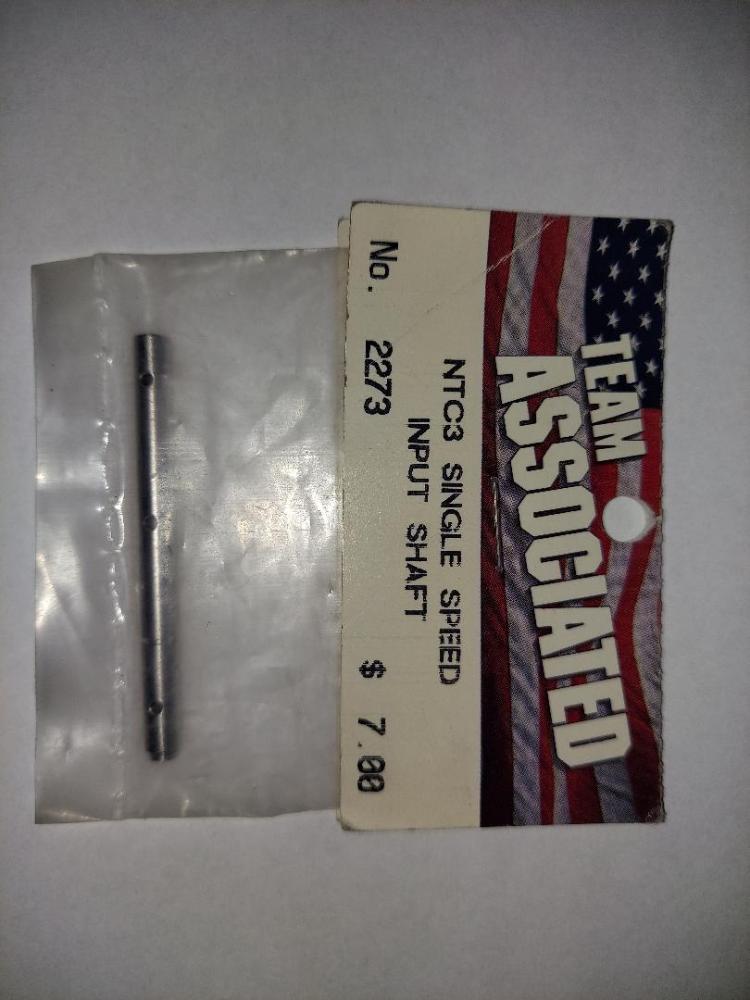 TEAM
ASSOCIATED
NTC3 SINGLE SPEED
INPUT SHAFT
No. 2273 $ 7.00